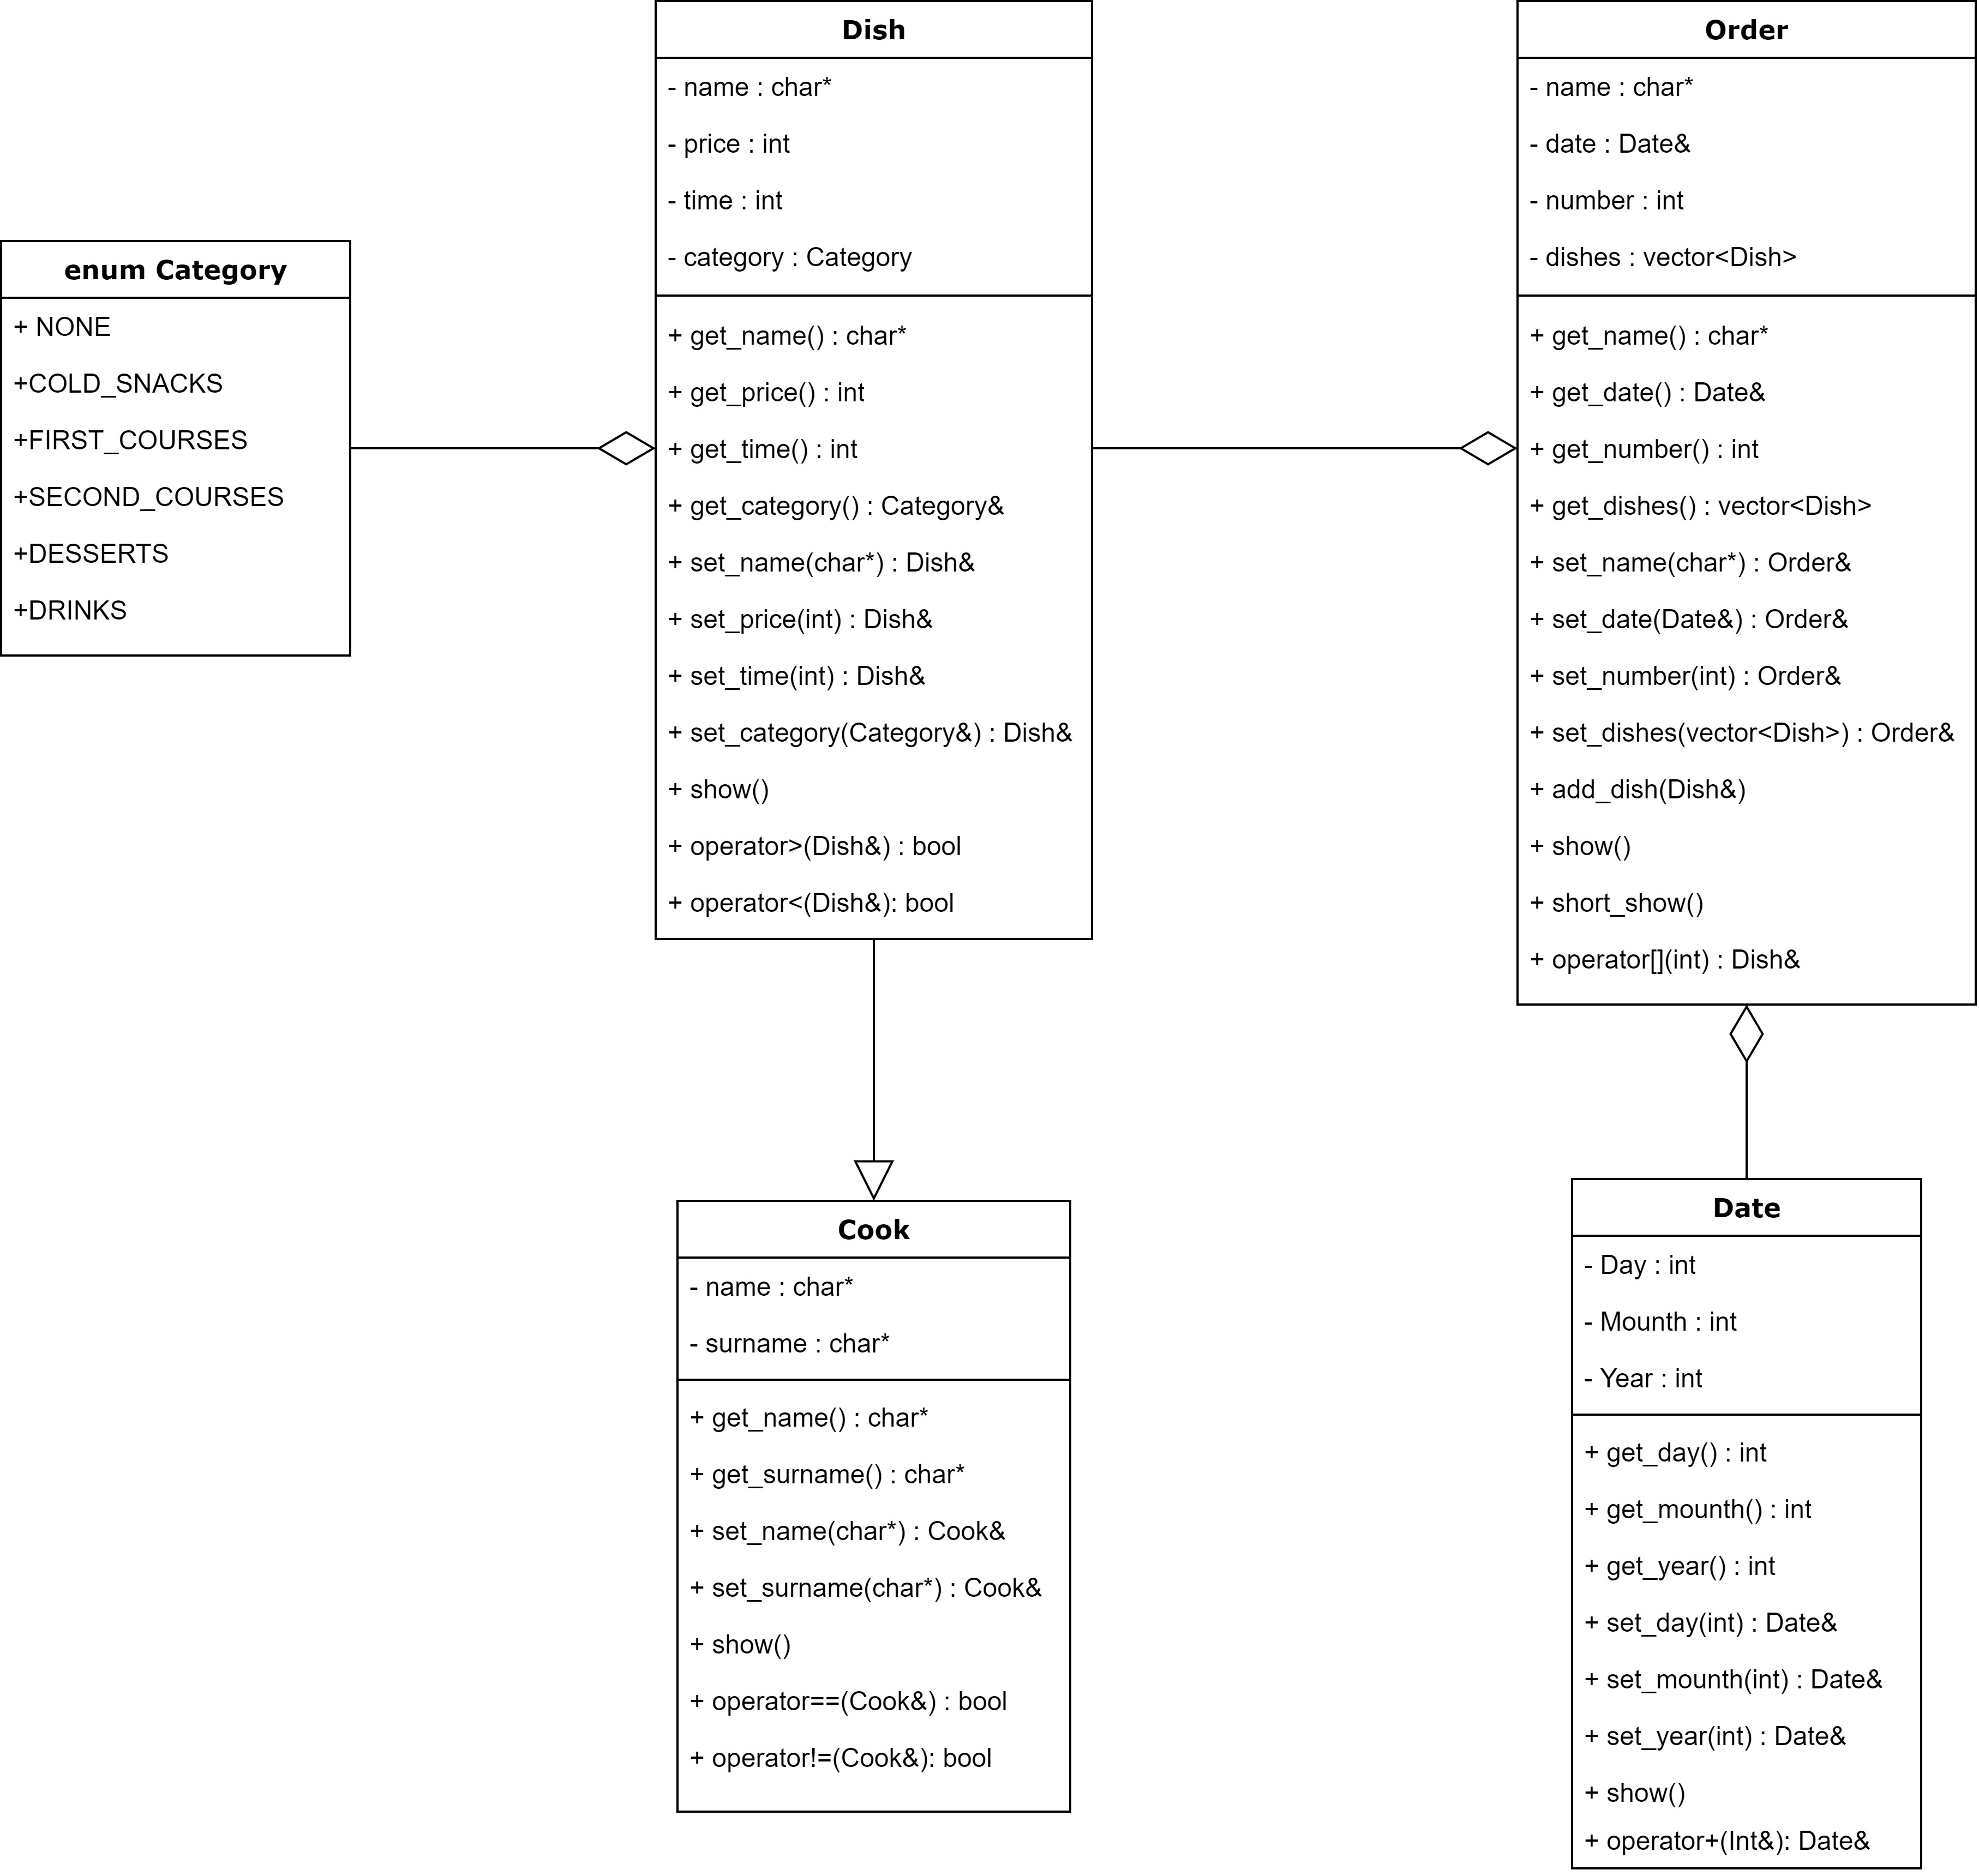 Dish
- name : char*
- price : int
- time : int
- category : Category
+ get_name() : char*
+ get_price() : int
+ get_time() : int
+ get_category() : Category&
+ set_name(char*) : Dish&
+ set_price(int) : Dish&
+ set_time(int) : Dish&
+ set_category(Category&) : Dish&
+ show()
+ operator>(Dish&) : bool
+ operator<(Dish&): bool
Order
- name : char*
- date : Date&
- number : int
- dishes : vector<Dish>
+ get_name() : char*
+ get_date() : Date&
+ get_number() : int
+ get_dishes() : vector<Dish>
+ set_name(char*) : Order&
+ set_date(Date&) : Order&
+ set_number(int) : Order&
+ set_dishes(vector<Dish>) : Order&
+ add_dish(Dish&)
+ show()
+ short_show()
+ operator[](int) : Dish&
enum Category
+ NONE
+COLD_SNACKS
+FIRST_COURSES
+SECOND_COURSES
+DESSERTS
+DRINKS
Cook
- name : char*
- surname : char*
+ get_name() : char*
+ get_surname() : char*
+ set_name(char*) : Cook&
+ set_surname(char*) : Cook&
+ show()
+ operator==(Cook&) : bool
+ operator!=(Cook&): bool
Date
- Day : int
- Mounth : int
- Year : int
+ get_day() : int
+ get_mounth() : int
+ get_year() : int
+ set_day(int) : Date&
+ set_mounth(int) : Date&
+ set_year(int) : Date&
+ show()
+ operator+(Int&): Date&